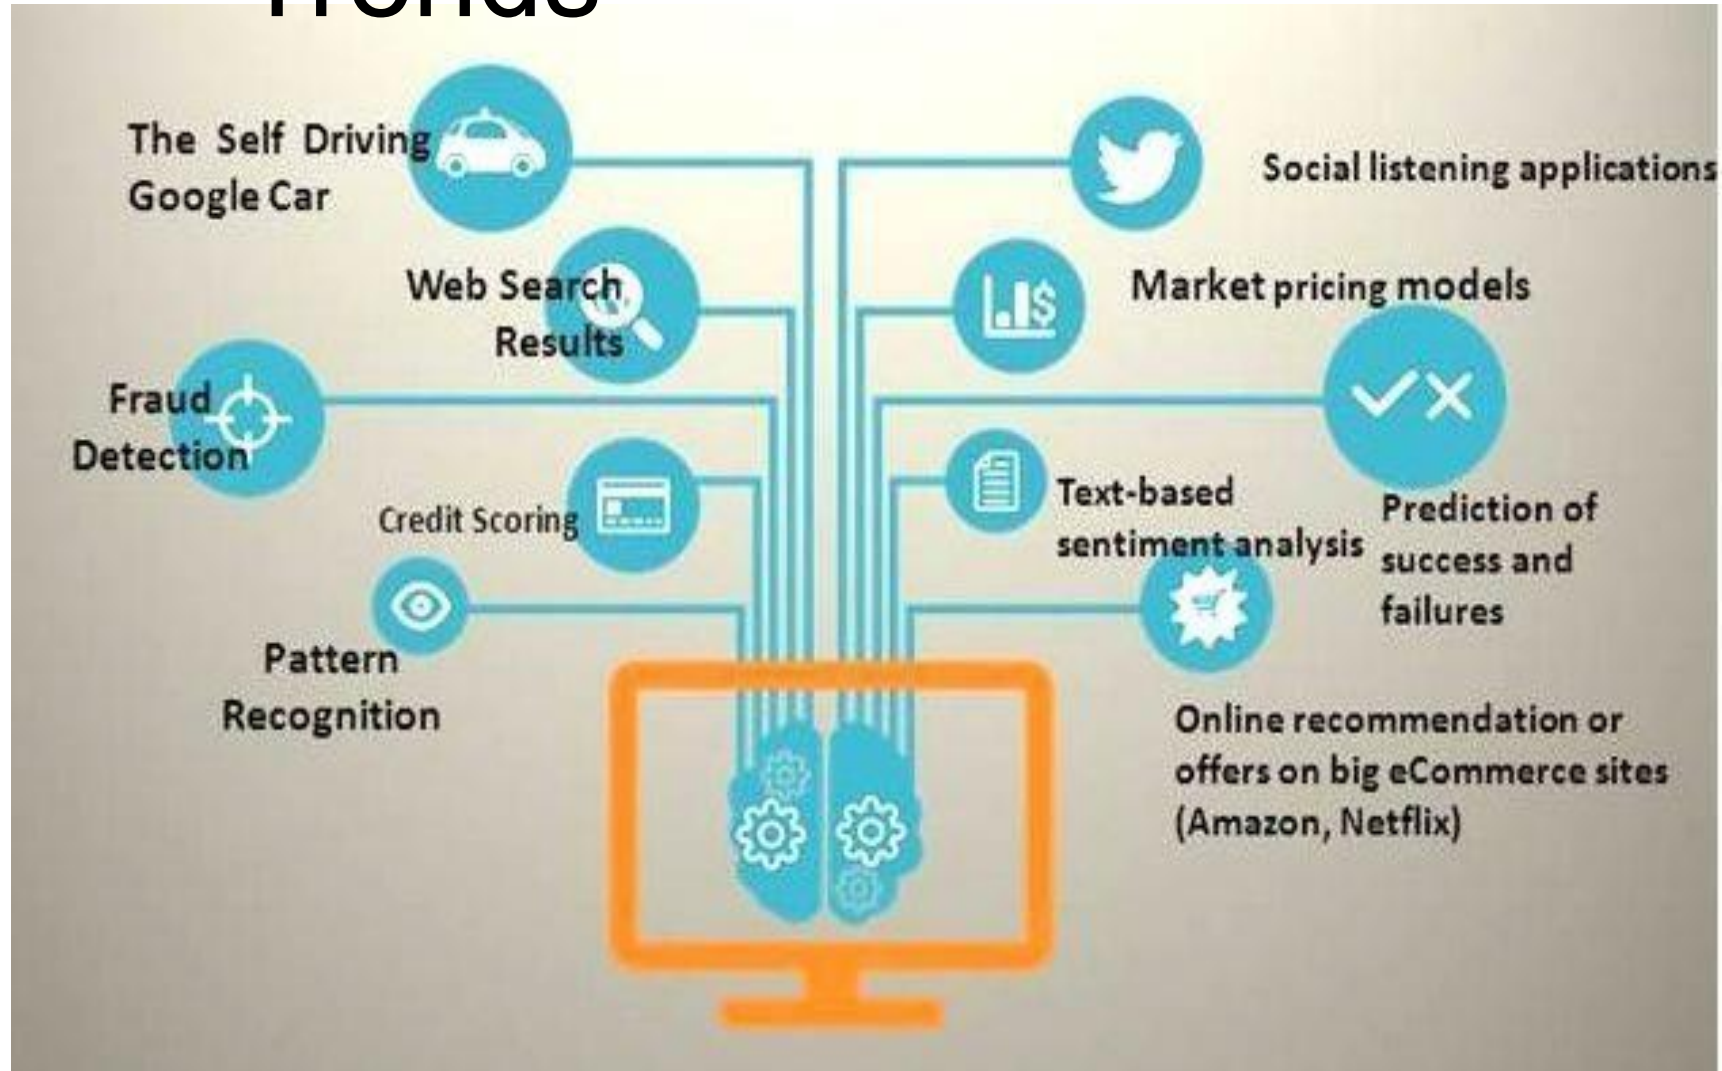 Trends
The Self Driving
Google Car
Web Search
Results
Fraud
Detection
Credit Scoring
Pattern
Recognition
Social listening applications
Market pricing models
Prediction of
success and
failures
Text-based
sentiment analysis
Online recommendation or
offers on big eCommerce sites
(Amazon, Netflix)
$